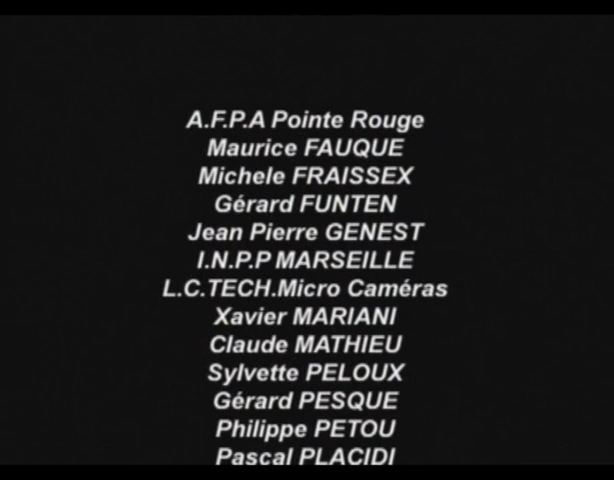 A.F.P.A Pointe Rouge
Maurice FAUQUE
Michele FRAISSEX
Gérard FUNTEN
Jean Pierre GENEST
I.N.P.P MARSEILLE
L.C.TECH.Micro Caméras
Xavier MARIANI
Claude MATHIEU
Sylvette PELOUX
Gérard PESQUE
Philippe PETOU
Pascal PLACIDI